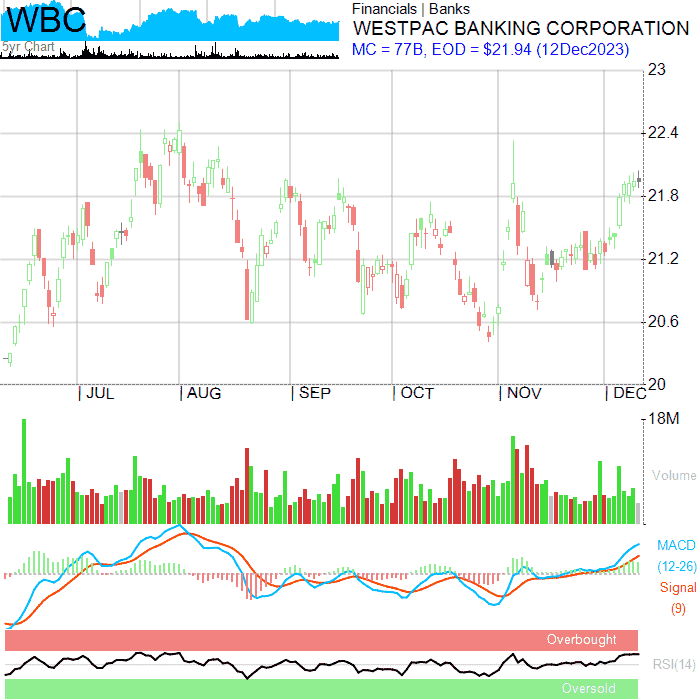 WBC
5yr Chart
Financials | Banks
WESTPAC BANKING CORPORATION
MC = 77B, EOD = $21.94 (12Dec2023)
23
22.4
21.8
21.2
20.6
20
| JUL | AUG | SEP | OCT | NOV | DEC
18M
Volume
MACD
(12-26)
Signal
(9)
Overbought
RSI(14)
Oversold